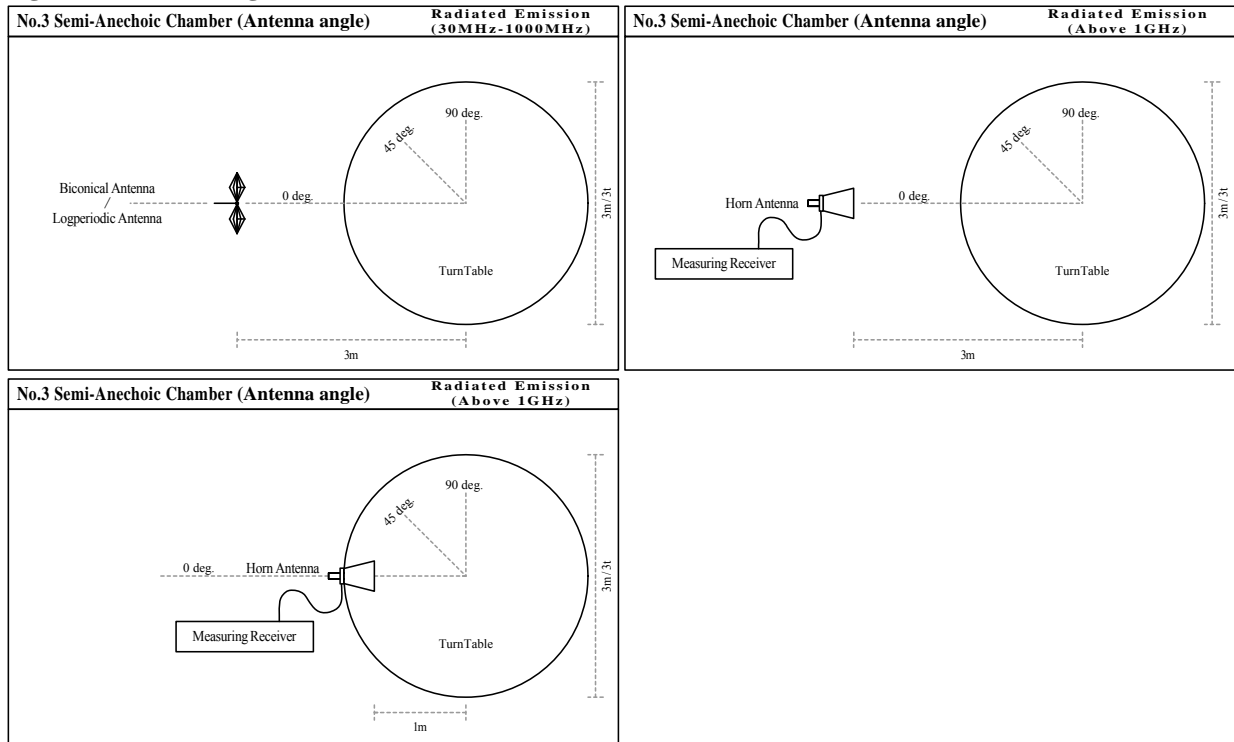 No.3 Semi-Anechoic Chamber (Antenna angle)
Radiated Emission
(30MHz-1000MHz)
90 deg.
45 deg.
Biconical Antenna
0 deg.
Logperiodic Antenna
3m/3t
TurnTable
3m
No.3 Semi-Anechoic Chamber (Antenna angle)
Radiated Emission
(Above 1GHz)
90 deg.
45 deg.
Horn Antenna
0 deg.
3m/3t
Measuring Receiver
TurnTable
3m
No.3 Semi-Anechoic Chamber (Antenna angle)
Radiated Emission
(Above 1GHz)
90 deg.
45 deg.
0 deg.
Horn Antenna
3m/3t
Measuring Receiver
TurnTable
1m